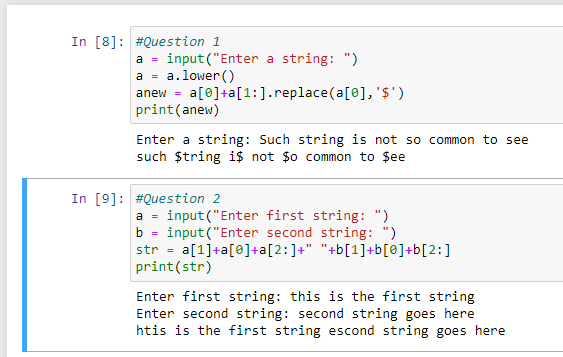 In [8]: #Question 1
a = input("Enter a string: ")
a = a.lower()
anew = a[0]+a[1:].replace(a[0],'$')
print(anew)
Enter a string: Such string is not so common to see
such $tring i$ not $o common to $ee
In [9]: #Question 2
a = input("Enter first string: ")
b = input("Enter second string: ")
str = a[1]+a[0]+a[2:]+" "+b[1]+b[0]+b[2:]
print(str)
Enter first string: this is the first string
Enter second string: second string goes here
htis is the first string escond string goes here